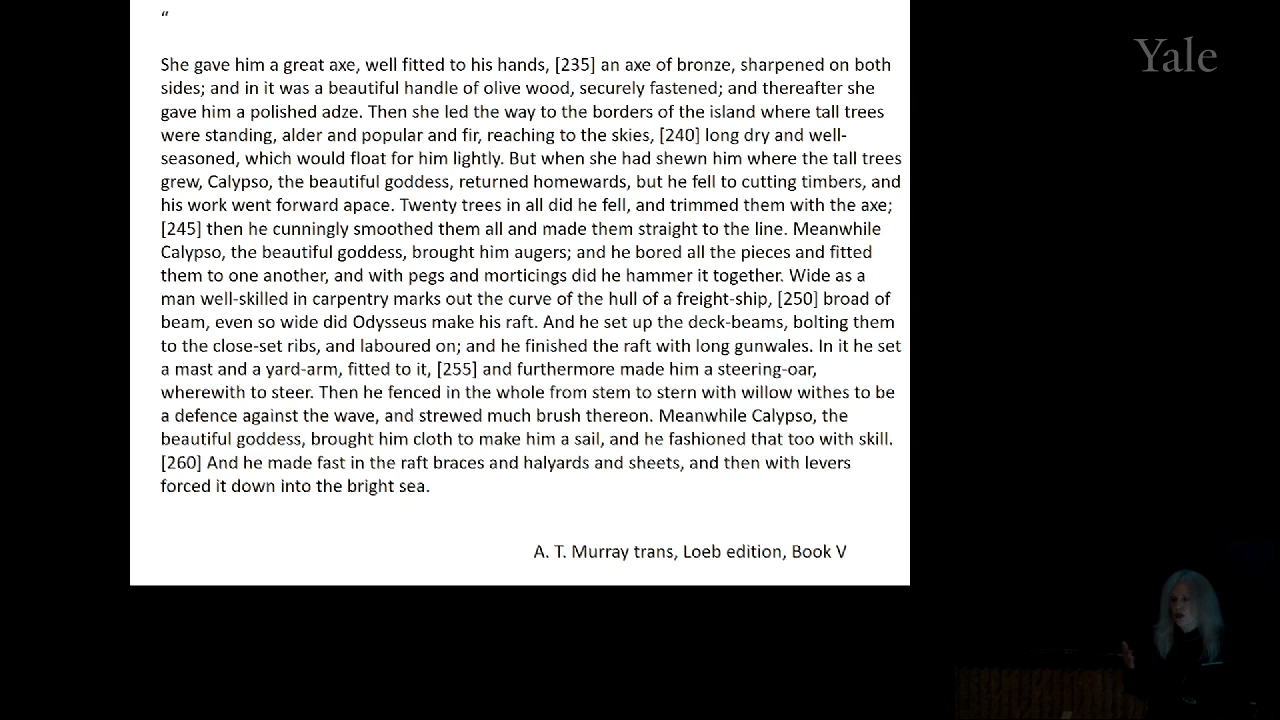 “
She gave him a great axe, well fitted to his hands, [235] an axe of bronze, sharpened on both
sides; and in it was a beautiful handle of olive wood, securely fastened; and thereafter she
gave him a polished adze. Then she led the way to the borders of the island where tall trees
were standing, alder and popular and fir, reaching to the skies, [240] long dry and well-
seasoned, which would float for him lightly. But when she had shewn him where the tall trees
grew, Calypso, the beautiful goddess, returned homewards, but he fell to cutting timbers, and
his work went forward apace. Twenty trees in all did he fell, and trimmed them with the axe;
[245] then he cunningly smoothed them all and made them straight to the line. Meanwhile
Calypso, the beautiful goddess, brought him augers; and he bored all the pieces and fitted
them to one another, and with pegs and morticings did he hammer it together. Wide as a
man well-skilled in carpentry marks out the curve of the hull of a freight-ship, [250] broad of
beam, even so wide did Odysseus make his raft. And he set up the deck-beams, bolting them
to the close-set ribs, and laboured on; and he finished the raft with long gunwales. In it he set
a mast and a yard-arm, fitted to it, [255] and furthermore made him a steering-oar,
wherewith to steer. Then he fenced in the whole from stem to stern with willow withes to be
a defence against the wave, and strewed much brush thereon. Meanwhile Calypso, the
beautiful goddess, brought him cloth to make him a sail, and he fashioned that too with skill.
[260] And he made fast in the raft braces and halyards and sheets, and then with levers
forced it down into the bright sea.
A. T. Murray trans, Loeb edition, Book V
Yale